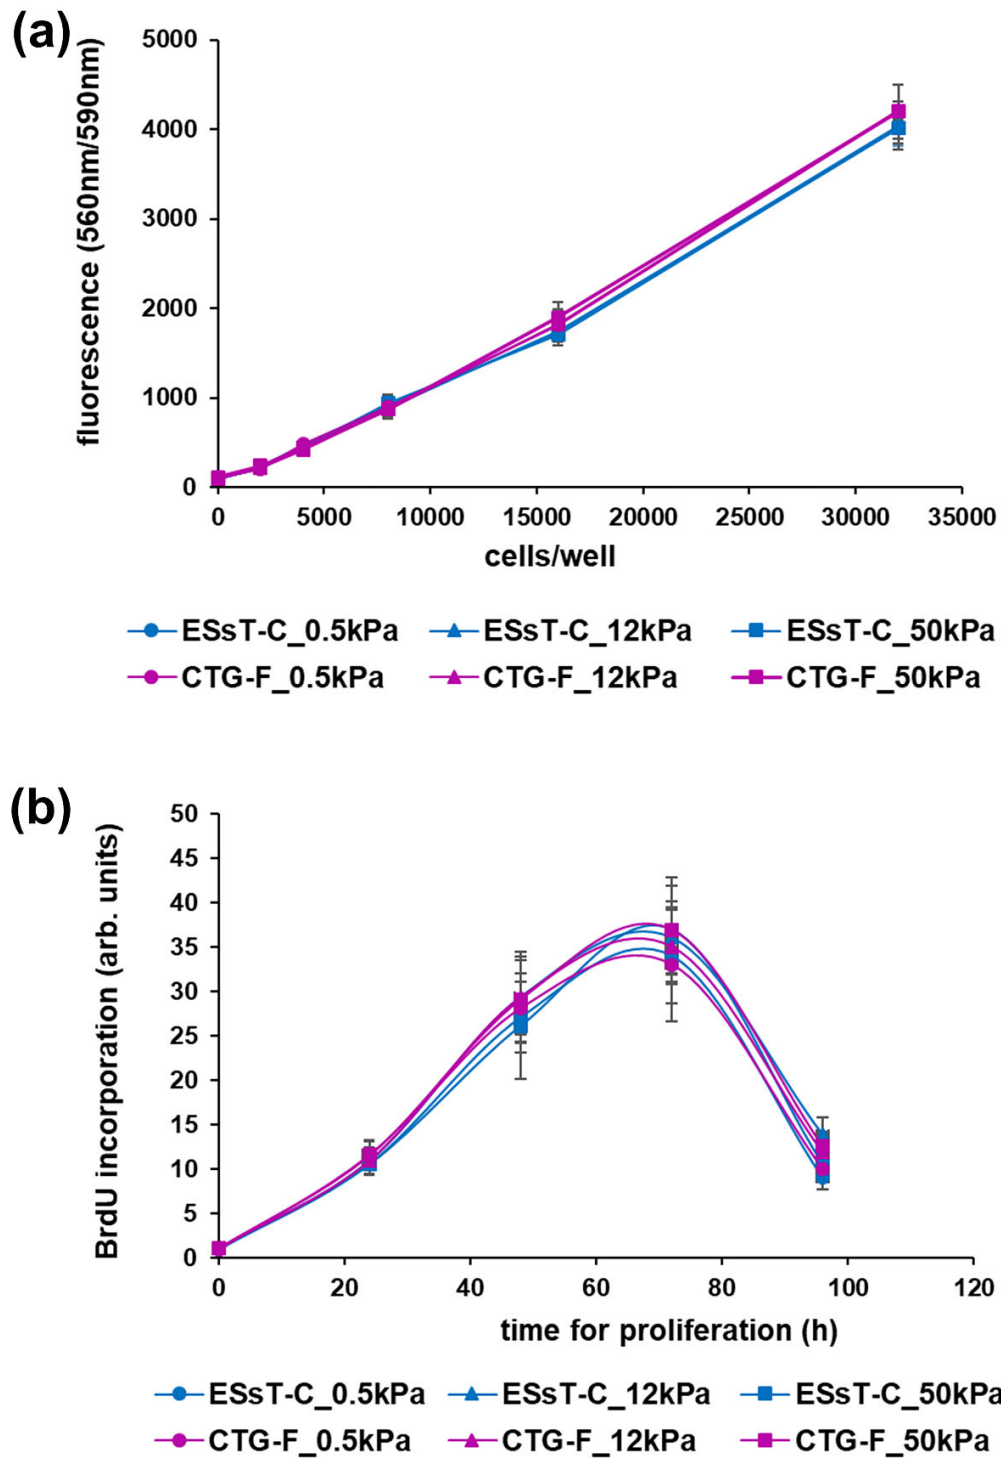 (a)
fluorescence (560nm/590nm)
5000
4000
3000
2000
1000
0
0 5000 10000 15000 20000 25000 30000 35000
cells/well
ESsT-C_0.5kPa ESsT-C_12kPa ESsT-C_50kPa
CTG-F_0.5kPa CTG-F_12kPa CTG-F_50kPa
(b)
BrdU incorporation (arb. units)
50
45
40
35
30
25
20
15
10
5
0
0 20 40 60 80 100 120
time for proliferation (h)
ESsT-C_0.5kPa ESsT-C_12kPa ESsT-C_50kPa
CTG-F_0.5kPa CTG-F_12kPa CTG-F_50kPa